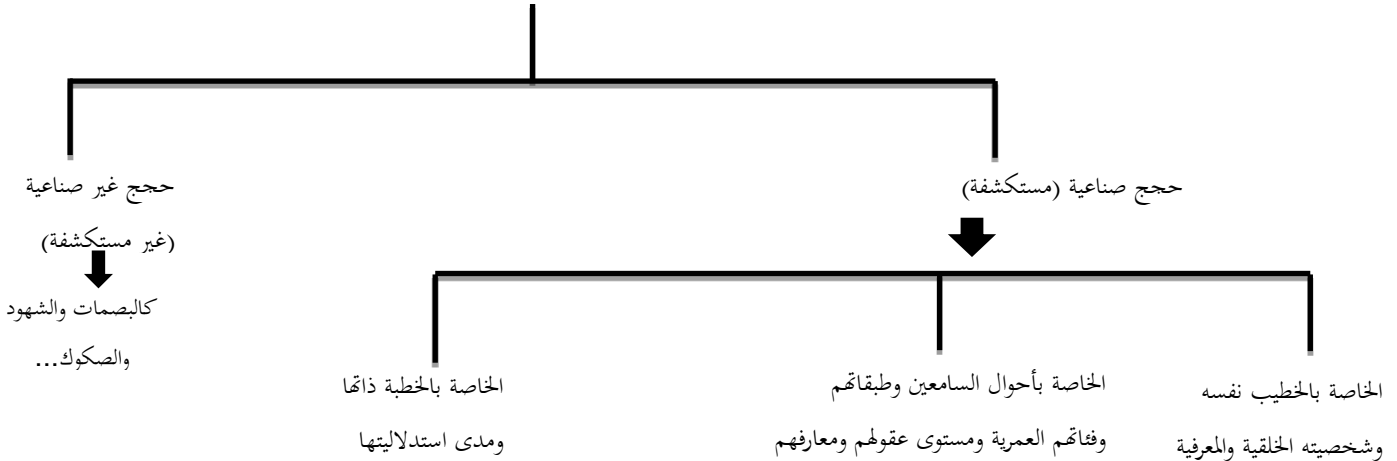 حجج صناعية (مستكشفة)
حجج غير صناعية
(غير مستكشفة)
كالبصمات والشهود
والصكوك...
الخاصة بالخطيب نفسه
وشخصيته الخلقية والمعرفية
الخاصة بأحوال السامعين وطبقاتهم
وفئاتهم العمرية ومستوى عقولهم ومعارفهم
الخاصة بالخطبة ذاتها
ومدى استدلاليتها